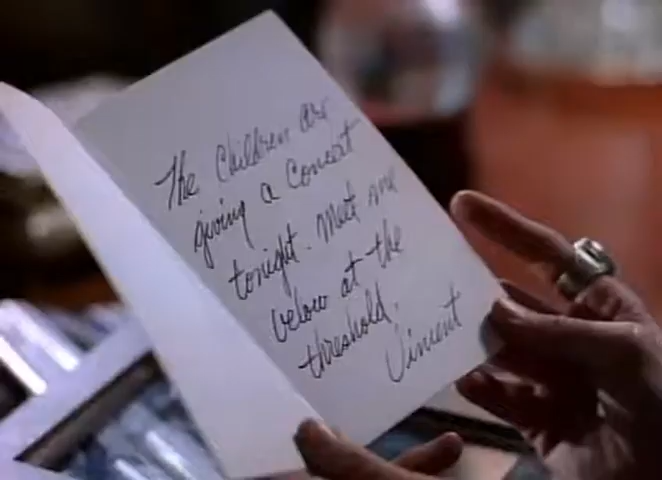 The Children are
giving a Concert
tonight. Meet me
below at the
threshold.
Vincent